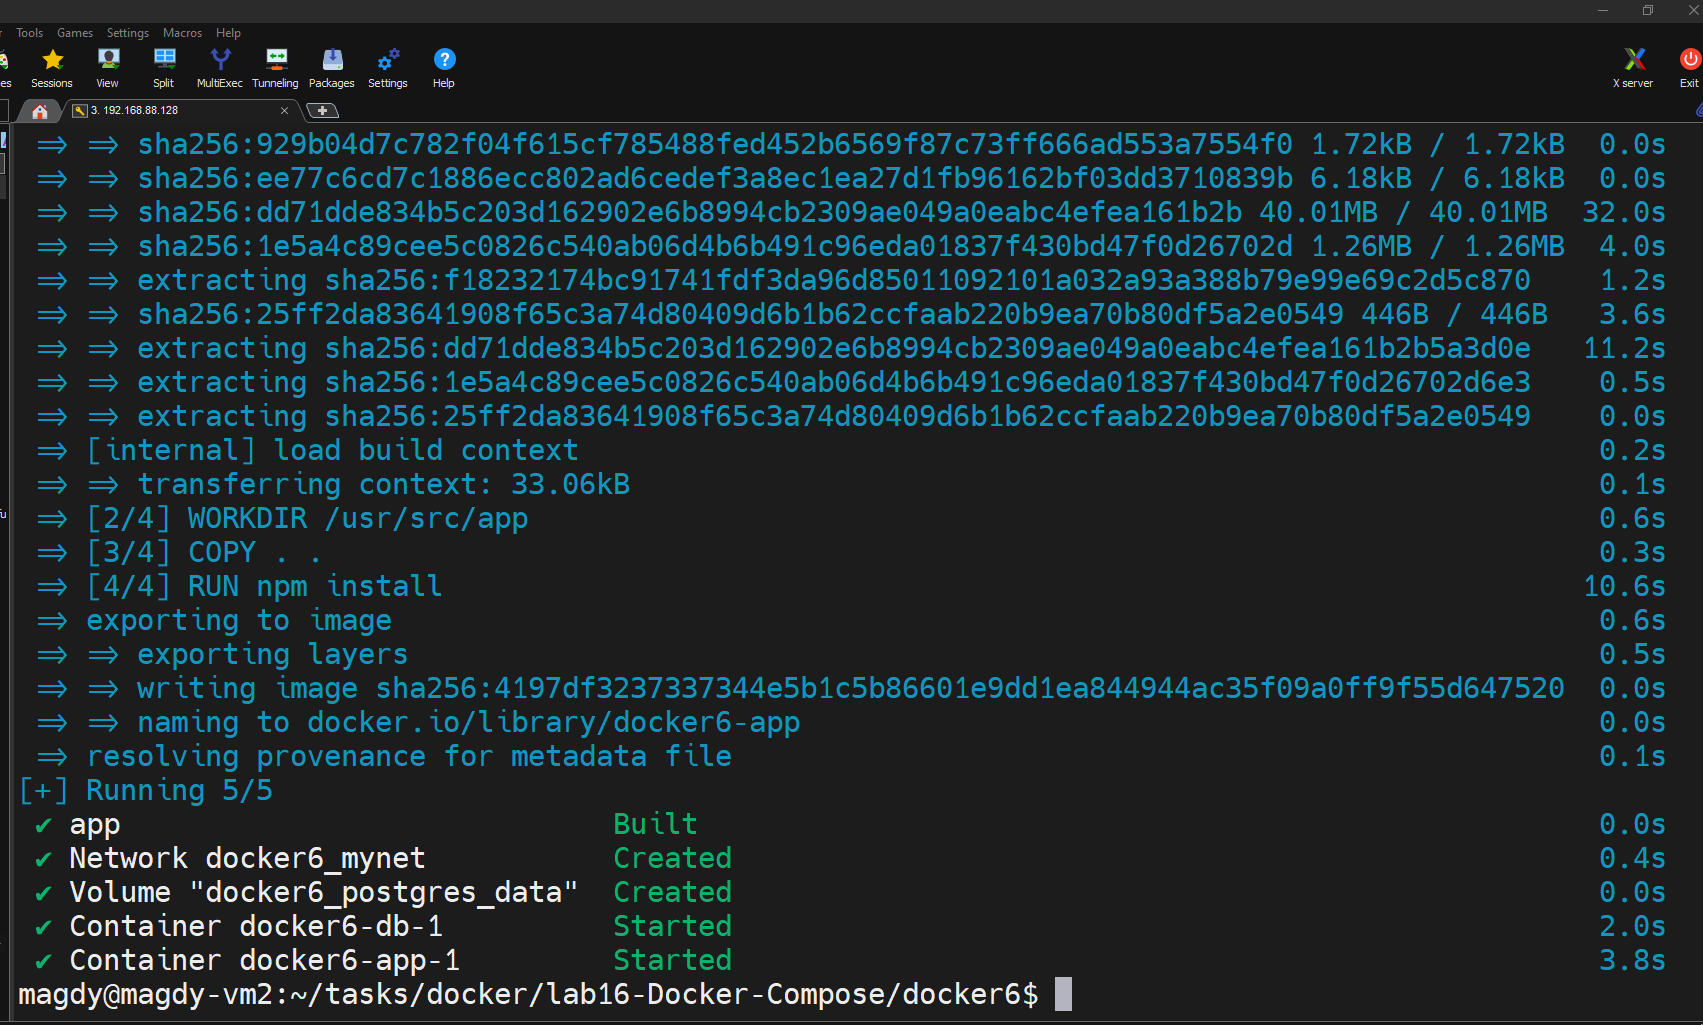 Tools Games Settings Macros Help
Sessions View Split MultiExec Tunneling Packages Settings Help X server Exit
3. 192.168.88.128
=> => sha256:929b04d7c782f04f615cf785488fed452b6569f87c73ff666ad553a7554f0 1.72kB / 1.72kB 0.0s
=> => sha256:ee77c6cd7c1886ecc802ad6cedef3a8ec1ea27d1fb96162bf03dd3710839b 6.18kB / 6.18kB 0.0s
=> => sha256:dd71dde834b5c203d162902e6b8994cb2309ae049a0eabc4efea161b2b 40.01MB / 40.01MB 32.0s
=> => sha256:1e5a4c89cee5c0826c540ab06d4b6b491c96eda01837f430bd47f0d26702d 1.26MB / 1.26MB 4.0s
=> => extracting sha256:f18232174bc91741fdf3da96d85011092101a032a93a388b79e99e69c2d5c870 1.2s
=> => sha256:25ff2da83641908f65c3a74d80409d6b1b62ccfaab220b9ea70b80df5a2e0549 446B / 446B 3.6s
=> => extracting sha256:dd71dde834b5c203d162902e6b8994cb2309ae049a0eabc4efea161b2b5a3d0e 11.2s
=> => extracting sha256:1e5a4c89cee5c0826c540ab06d4b6b491c96eda01837f430bd47f0d26702d6e3 0.5s
=> => extracting sha256:25ff2da83641908f65c3a74d80409d6b1b62ccfaab220b9ea70b80df5a2e0549 0.0s
=> [internal] load build context 0.2s
=> => transferring context: 33.06kB 0.1s
=> [2/4] WORKDIR /usr/src/app 0.6s
=> [3/4] COPY . . 0.3s
=> [4/4] RUN npm install 10.6s
=> exporting to image 0.6s
=> => exporting layers 0.5s
=> => writing image sha256:4197df3237337344e5b1c5b86601e9dd1ea844944ac35f09a0ff9f55d647520 0.0s
=> => naming to docker.io/library/docker6-app 0.0s
=> resolving provenance for metadata file 0.1s
[+] Running 5/5
✔ app Built 0.0s
✔ Network docker6_mynet Created 0.4s
✔ Volume "docker6_postgres_data" Created 0.0s
✔ Container docker6-db-1 Started 2.0s
✔ Container docker6-app-1 Started 3.8s
magdy@magdy-vm2:~/tasks/docker/lab16-Docker-Compose/docker6$